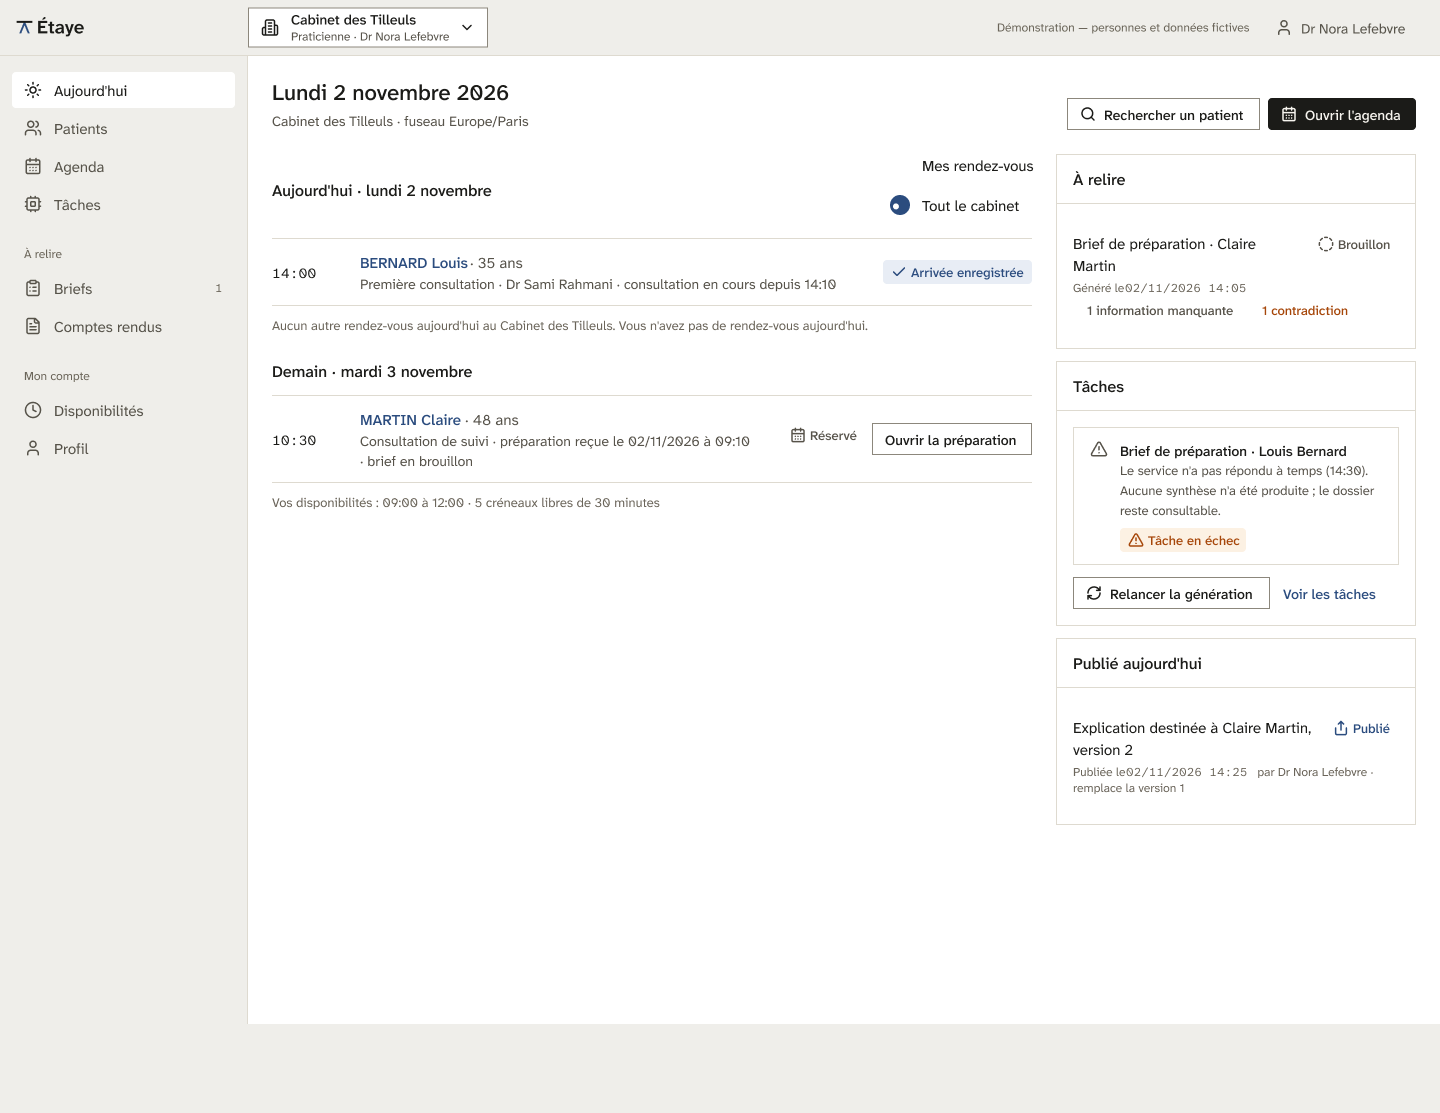 Étaye
Cabinet des Tilleuls
Praticienne · Dr Nora Lefebvre
Démonstration — personnes et données fictives
Dr Nora Lefebvre
Aujourd'hui
Patients
Agenda
Tâches
À relire
Briefs 1
Comptes rendus
Mon compte
Disponibilités
Profil
Lundi 2 novembre 2026
Cabinet des Tilleuls · fuseau Europe/Paris
Rechercher un patient
Ouvrir l'agenda
Aujourd'hui · lundi 2 novembre
Mes rendez-vous
Tout le cabinet
14:00
BERNARD Louis · 35 ans
Première consultation · Dr Sami Rahmani · consultation en cours depuis 14:10
Arrivée enregistrée
Aucun autre rendez-vous aujourd'hui au Cabinet des Tilleuls. Vous n'avez pas de rendez-vous aujourd'hui.
Demain · mardi 3 novembre
10:30
MARTIN Claire · 48 ans
Consultation de suivi · préparation reçue le 02/11/2026 à 09:10
· brief en brouillon
Réservé
Ouvrir la préparation
Vos disponibilités : 09:00 à 12:00 · 5 créneaux libres de 30 minutes
À relire
Brief de préparation · Claire
Martin
Brouillon
Généré le 02/11/2026 14:05
1 information manquante
1 contradiction
Tâches
Brief de préparation · Louis Bernard
Le service n'a pas répondu à temps (14:30).
Aucune synthèse n'a été produite ; le dossier
reste consultable.
Tâche en échec
Relancer la génération
Voir les tâches
Publié aujourd'hui
Explication destinée à Claire Martin,
version 2
Publié
Publiée le 02/11/2026 14:25 par Dr Nora Lefebvre ·
remplace la version 1